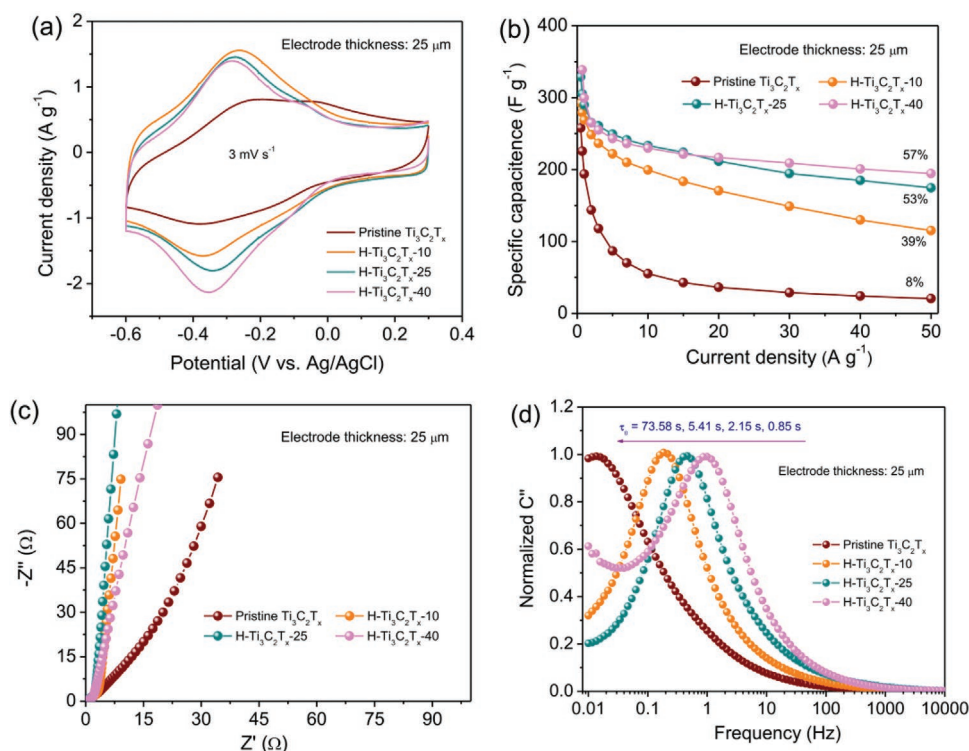 (a)
Electrode thickness: 25 μm
3 mV s⁻¹
Pristine Ti₃C₂Tₓ
H-Ti₃C₂Tₓ-10
H-Ti₃C₂Tₓ-25
H-Ti₃C₂Tₓ-40
Current density (A g⁻¹)
2
1
0
-1
-2
-0.6 -0.4 -0.2 0.0 0.2 0.4
Potential (V vs. Ag/AgCl)
(b)
Electrode thickness: 25 μm
Pristine Ti₃C₂Tₓ H-Ti₃C₂Tₓ-10
H-Ti₃C₂Tₓ-25 H-Ti₃C₂Tₓ-40
57%
53%
39%
8%
Specific capacitence (F g⁻¹)
400
300
200
100
0
0 10 20 30 40 50
Current density (A g⁻¹)
(c)
Electrode thickness: 25 μm
Pristine Ti₃C₂Tₓ H-Ti₃C₂Tₓ-10
H-Ti₃C₂Tₓ-25 H-Ti₃C₂Tₓ-40
-Z'' (Ω)
90
75
60
45
30
15
0
0 15 30 45 60 75 90
Z' (Ω)
(d)
τ₀ = 73.58 s, 5.41 s, 2.15 s, 0.85 s
Electrode thickness: 25 μm
Pristine Ti₃C₂Tₓ
H-Ti₃C₂Tₓ-10
H-Ti₃C₂Tₓ-25
H-Ti₃C₂Tₓ-40
Normalized C''
1.2
1.0
0.8
0.6
0.4
0.2
0.0
0.01 0.1 1 10 100 1000 10000
Frequency (Hz)